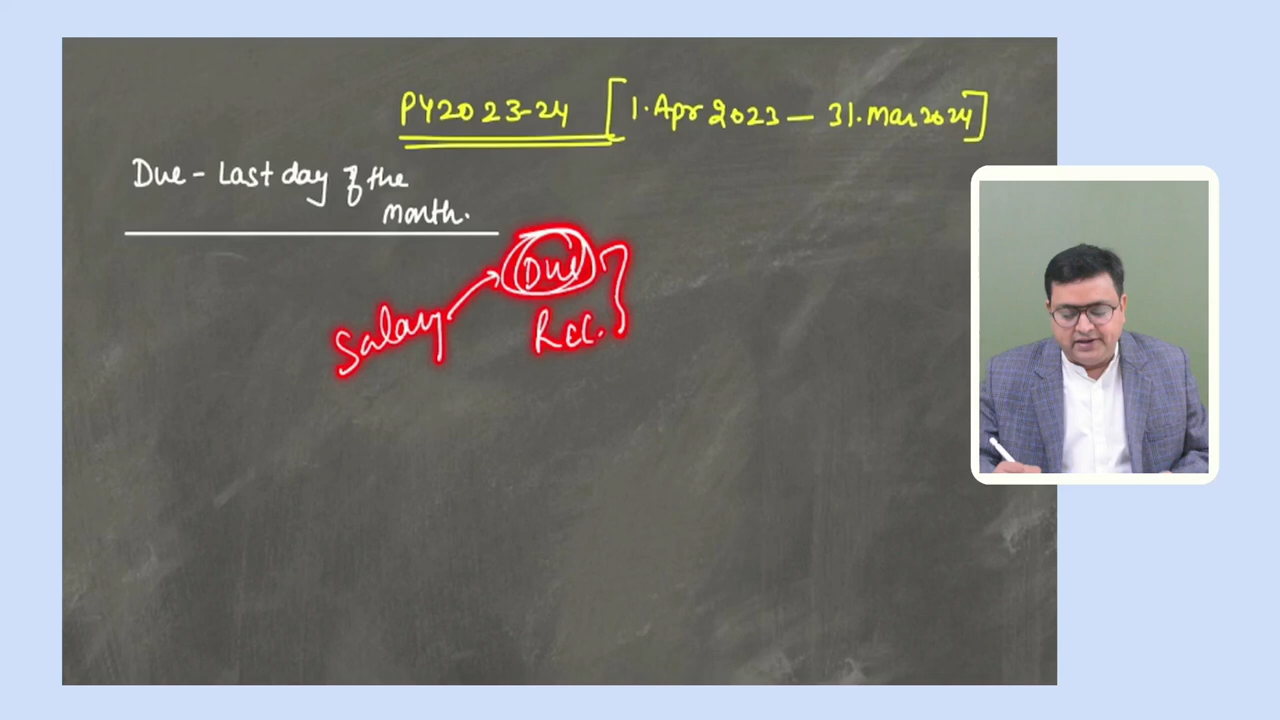 PY2023-24 [1.Apr 2023 — 31.Mar 2024]
Due - Last day of the
month.
Due
Salary
Rec.